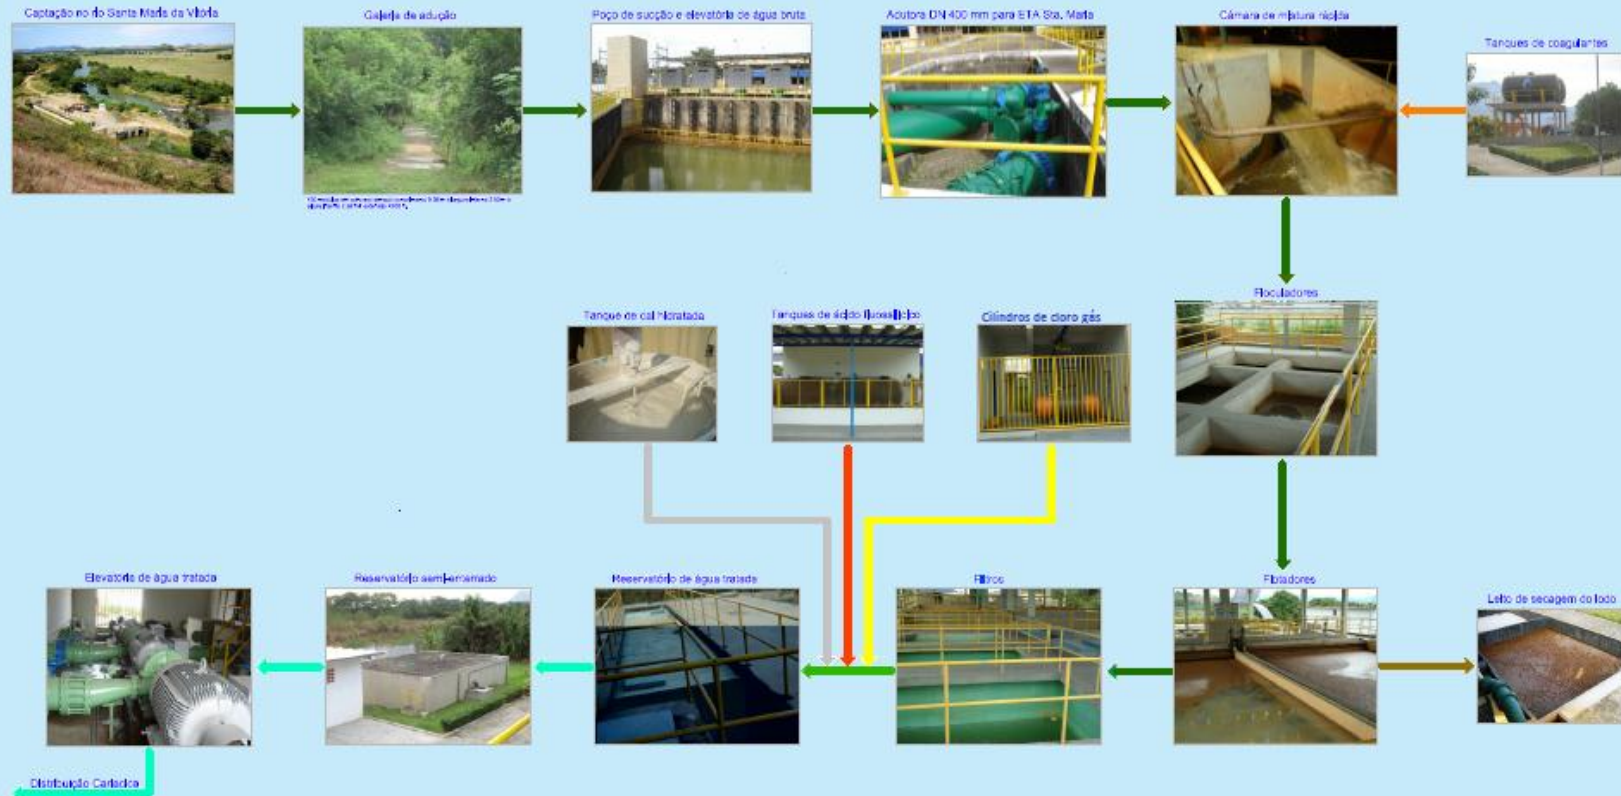 Captação no rio Santa Maria da Vitória
Galeria de adução
Poço de sucção e elevatória de água bruta
Adutora DN 400 mm para ETA Sta. Maria
Câmara de mistura rápida
Tanques de coagulantes
Floculadores
Tanque de cal hidratada
Tanques de ácido fluossilícico
Cilindros de cloro gás
Elevatória de água tratada
Reservatório semi-enterrado
Reservatório de água tratada
Filtros
Flotadores
Leito de secagem do lodo
Distribuição Cariacica